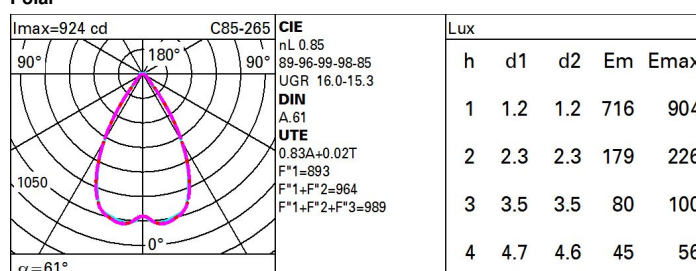 Polar
Imax=924 cd C85-265
90° 180° 90°
1050
0°
α=61°
CIE
nL 0.85
89-96-99-98-85
UGR 16.0-15.3
DIN
A.61
UTE
0.83A+0.02T
F"1=893
F"1+F"2=964
F"1+F"2+F"3=989
Lux
h d1 d2 Em Emax
1 1.2 1.2 716 904
2 2.3 2.3 179 226
3 3.5 3.5 80 100
4 4.7 4.6 45 56